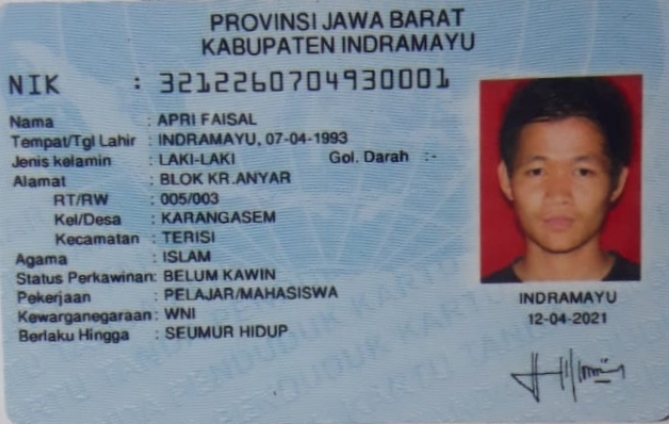 PROVINSI JAWA BARAT
KABUPATEN INDRAMAYU
NIK : 3212260704930001
Nama : APRI FAISAL
Tempat/Tgl Lahir : INDRAMAYU, 07-04-1993
Jenis kelamin : LAKI-LAKI Gol. Darah :-
Alamat : BLOK KR.ANYAR
RT/RW : 005/003
Kel/Desa : KARANGASEM
Kecamatan : TERISI
Agama : ISLAM
Status Perkawinan: BELUM KAWIN
Pekerjaan : PELAJAR/MAHASISWA
Kewarganegaraan: WNI
Berlaku Hingga : SEUMUR HIDUP
INDRAMAYU
12-04-2021